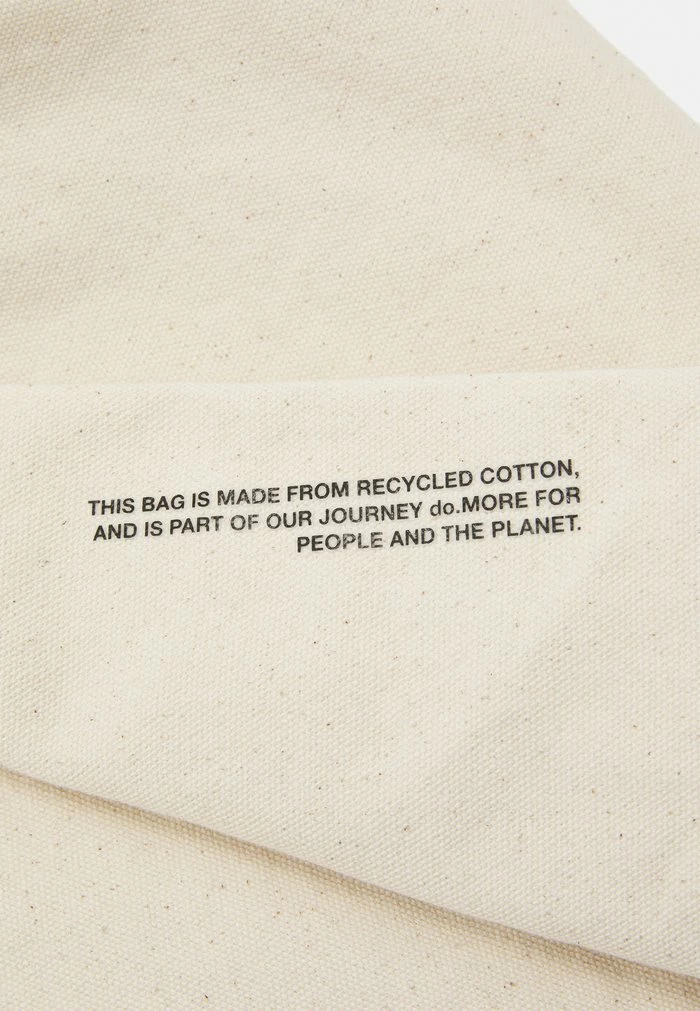 THIS BAG IS MADE FROM RECYCLED COTTON,
AND IS PART OF OUR JOURNEY do.MORE FOR
PEOPLE AND THE PLANET.